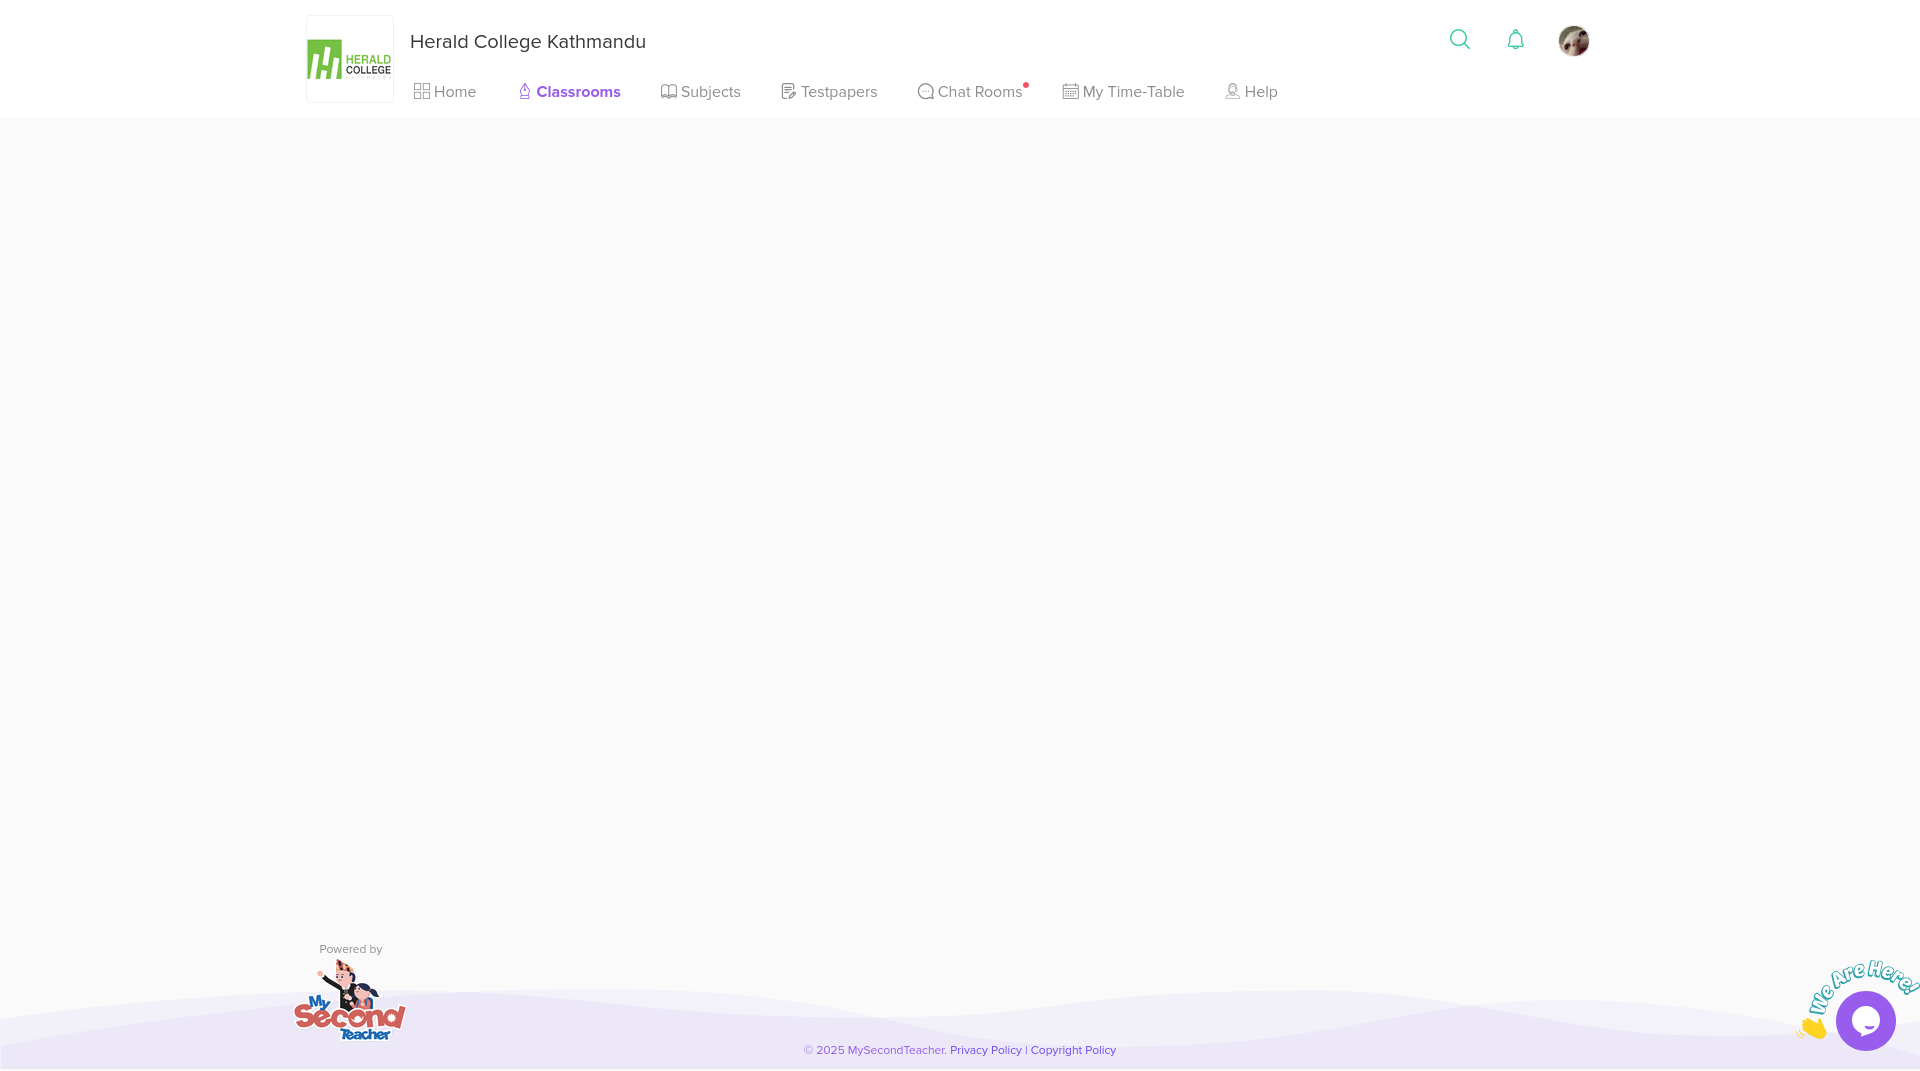 HERALD
COLLEGE
Herald College Kathmandu
Home
Classrooms
Subjects
Testpapers
Chat Rooms
My Time-Table
Help
Powered by
My
Second
Teacher
We Are Here!
© 2025 MySecondTeacher. Privacy Policy | Copyright Policy